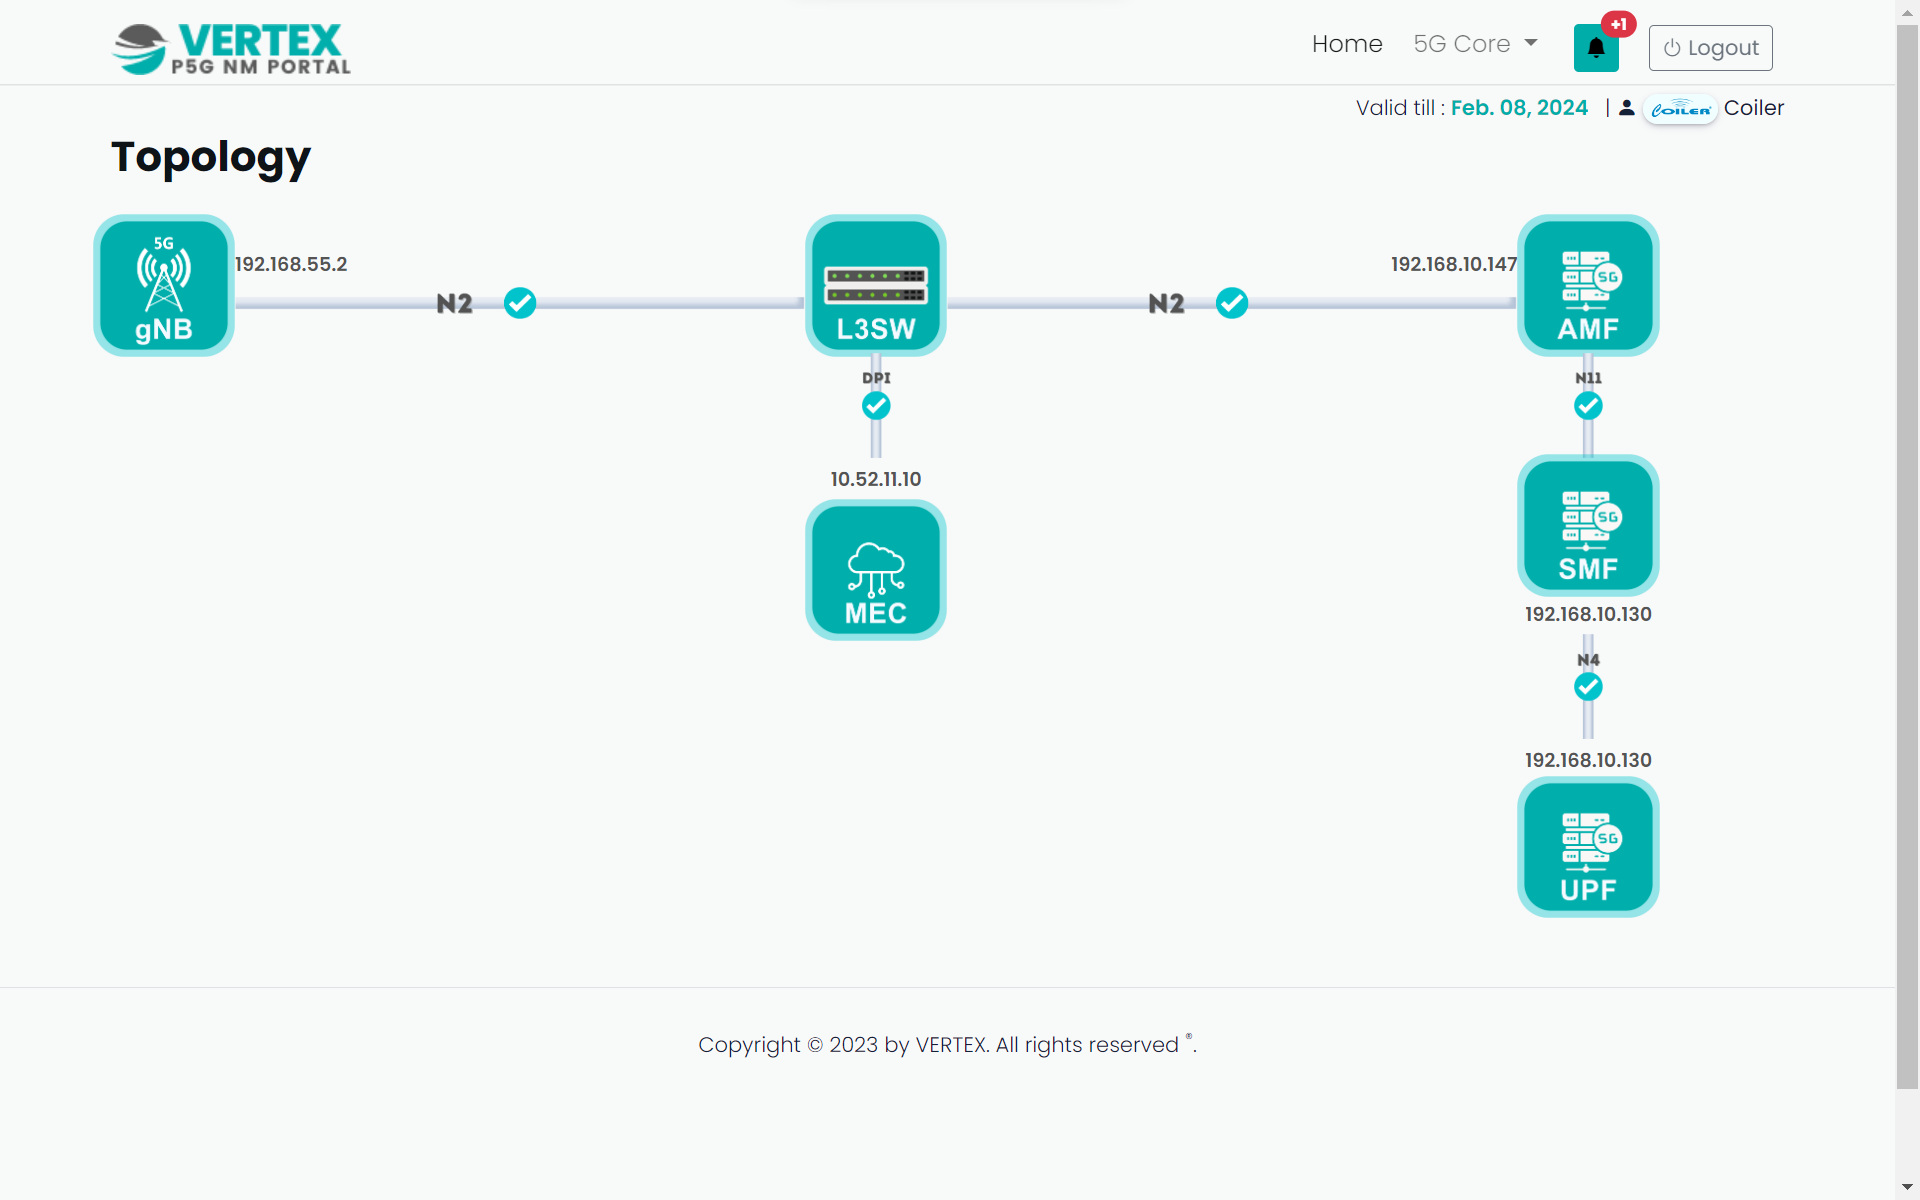 VERTEX
P5G NM PORTAL
Home
5G Core
+1
Logout
Valid till : Feb. 08, 2024 | COILER Coiler
Topology
5G
gNB
192.168.55.2
N2
L3SW
N2
192.168.10.147
5G
AMF
DPI
N11
10.52.11.10
MEC
5G
SMF
192.168.10.130
N4
192.168.10.130
5G
UPF
Copyright © 2023 by VERTEX. All rights reserved ®.